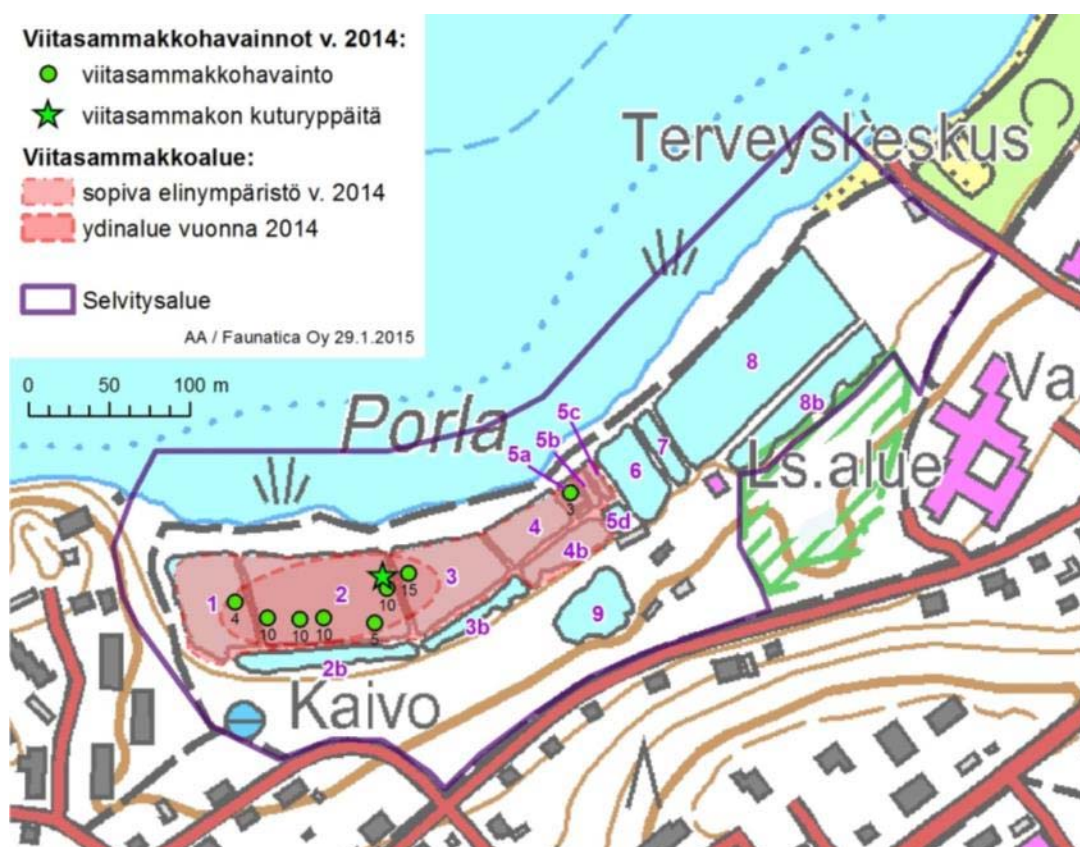 Viitasammakkohavainnot v. 2014:
viitasammakkohavainto
viitasammakon kuturyppäitä
Viitasammakkoalue:
sopiva elinympäristö v. 2014
ydinalue vuonna 2014
Selvitysalue
AA / Faunatica Oy 29.1.2015
0 50 100 m
Terveyskeskus
Porla
Va
Ls.alue
Kaivo
8
8b
5c
5b
5a
7
6
3
4
5d
4b
15
3
10
2
1
4
10
10
10
5
3b
9
2b